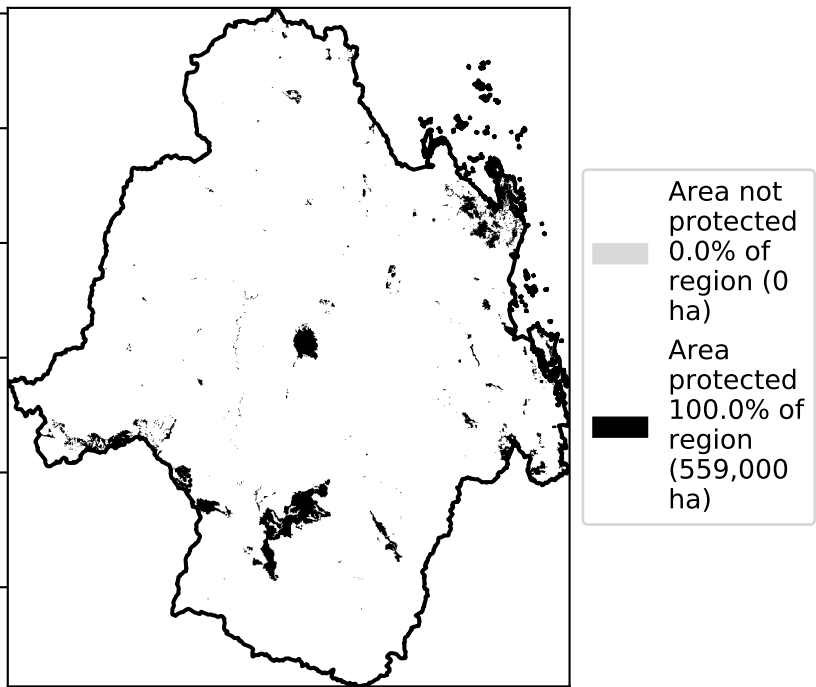 Area not
protected
0.0% of
region (0
ha)
Area
protected
100.0% of
region
(559,000
ha)